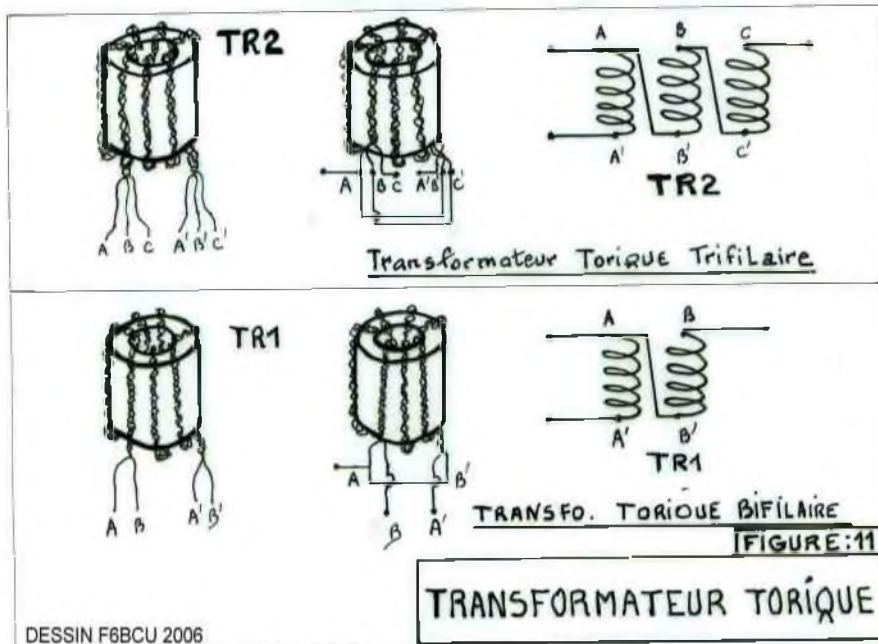 TR2
A B C A' B' C'
A B C A' B' C'
A B C
A' B' C'
TR2
Transformateur Torique Trifilaire
TR1
A B A' B'
A B'
B A'
A B
A' B'
TR1
TRANSFO. TORIQUE BIFILAIRE
FIGURE:11
TRANSFORMATEUR TORIQUE
DESSIN F6BCU 2006